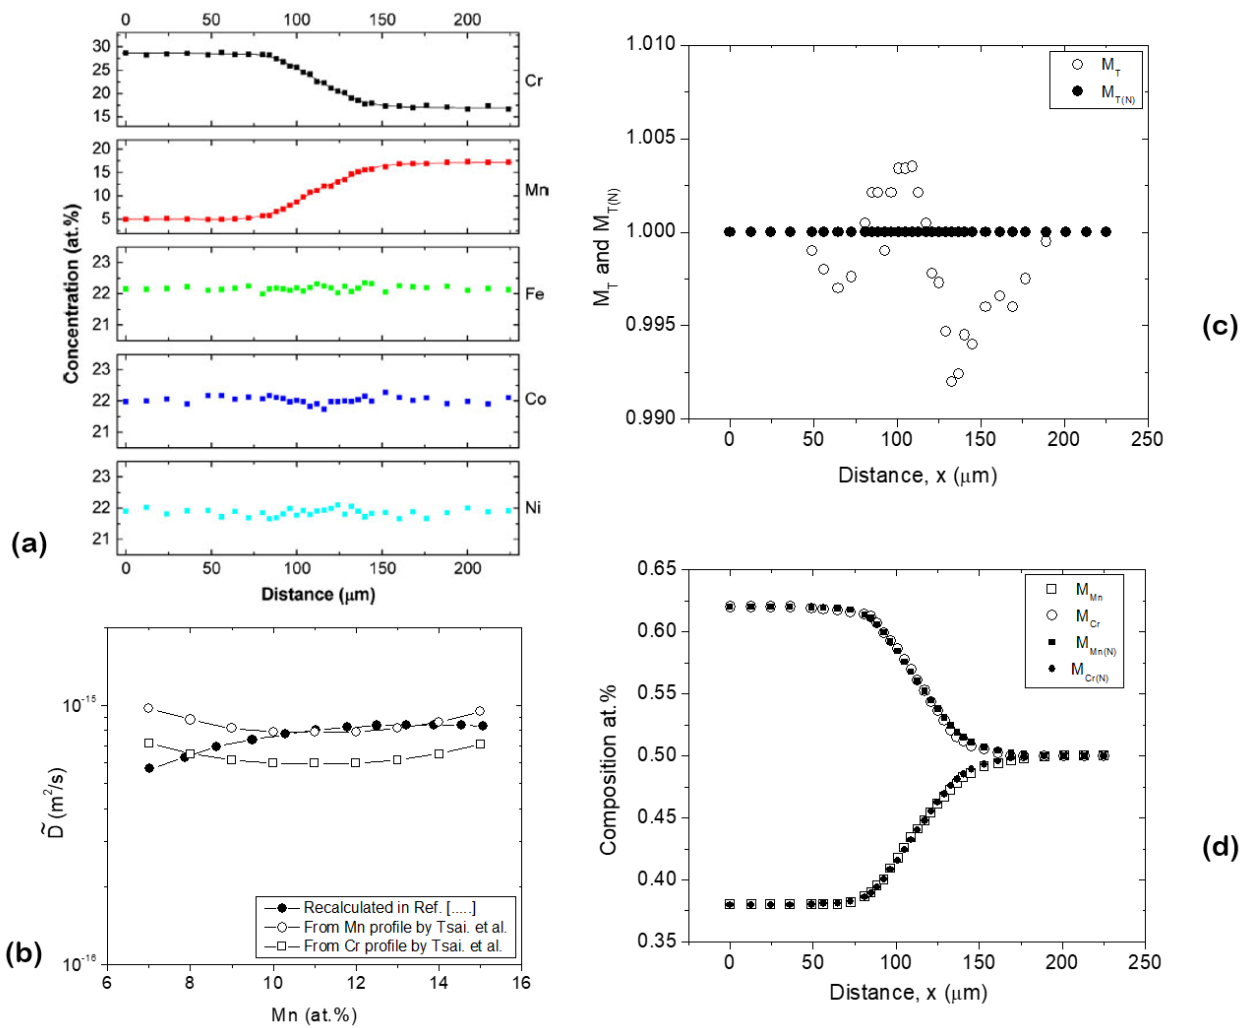 0 50 100 150 200
30
25
20
15
Cr
20
15
10
5
Mn
23
22
21
Fe
23
22
21
Co
23
22
21
Ni
0 50 100 150 200
Distance (μm)
Concentration (at.%)
(a)
10⁻¹⁵
10⁻¹⁶
D̃ (m²/s)
Recalculated in Ref. [.....]
From Mn profile by Tsai. et al.
From Cr profile by Tsai. et al.
6 8 10 12 14 16
Mn (at.%)
(b)
1.010
1.005
1.000
0.995
0.990
M_T and M_T(N)
M_T
M_T(N)
0 50 100 150 200 250
Distance, x (μm)
(c)
0.65
0.60
0.55
0.50
0.45
0.40
0.35
Composition at.%
M_Mn
M_Cr
M_Mn(N)
M_Cr(N)
0 50 100 150 200 250
Distance, x (μm)
(d)